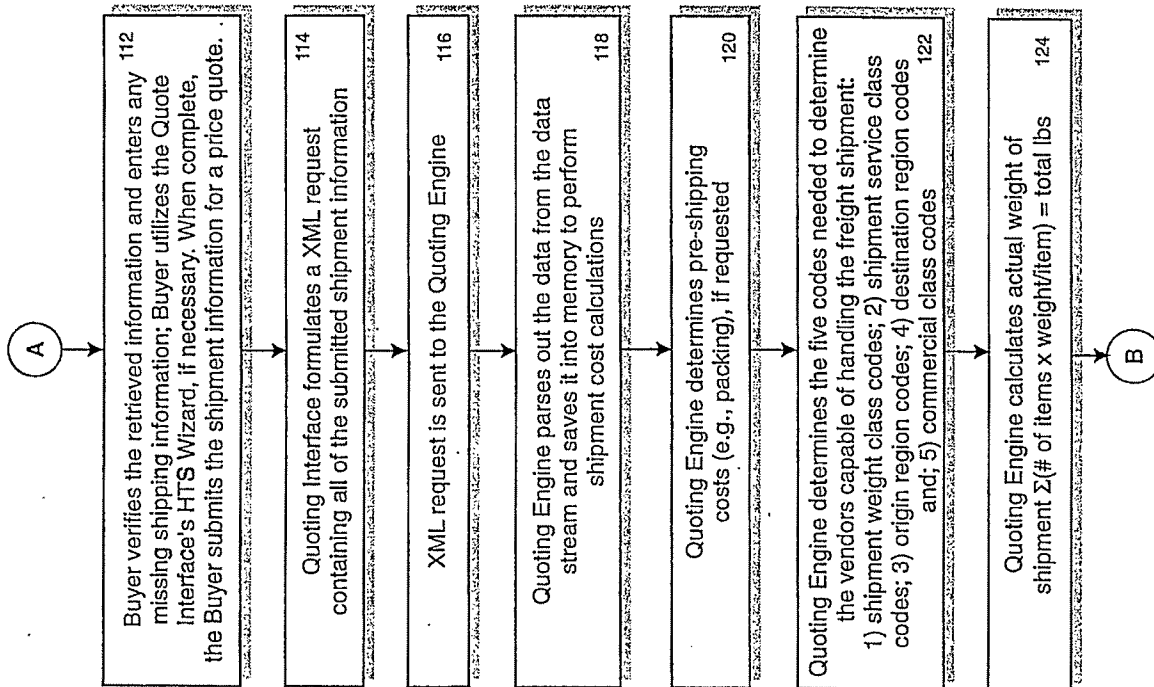 A
Buyer verifies the retrieved information and enters any 112
missing shipping information; Buyer utilizes the Quote
Interface's HTS Wizard, if necessary. When complete,
the Buyer submits the shipment information for a price quote.
Quoting Interface formulates a XML request 114
containing all of the submitted shipment information
XML request is sent to the Quoting Engine 116
Quoting Engine parses out the data from the data
stream and saves it into memory to perform
shipment cost calculations 118
Quoting Engine determines pre-shipping
costs (e.g., packing), if requested 120
Quoting Engine determines the five codes needed to determine
the vendors capable of handling the freight shipment:
1) shipment weight class codes; 2) shipment service class
codes; 3) origin region codes; 4) destination region codes
and; 5) commercial class codes 122
Quoting Engine calculates actual weight of
shipment Σ(# of items x weight/item) = total lbs 124
B